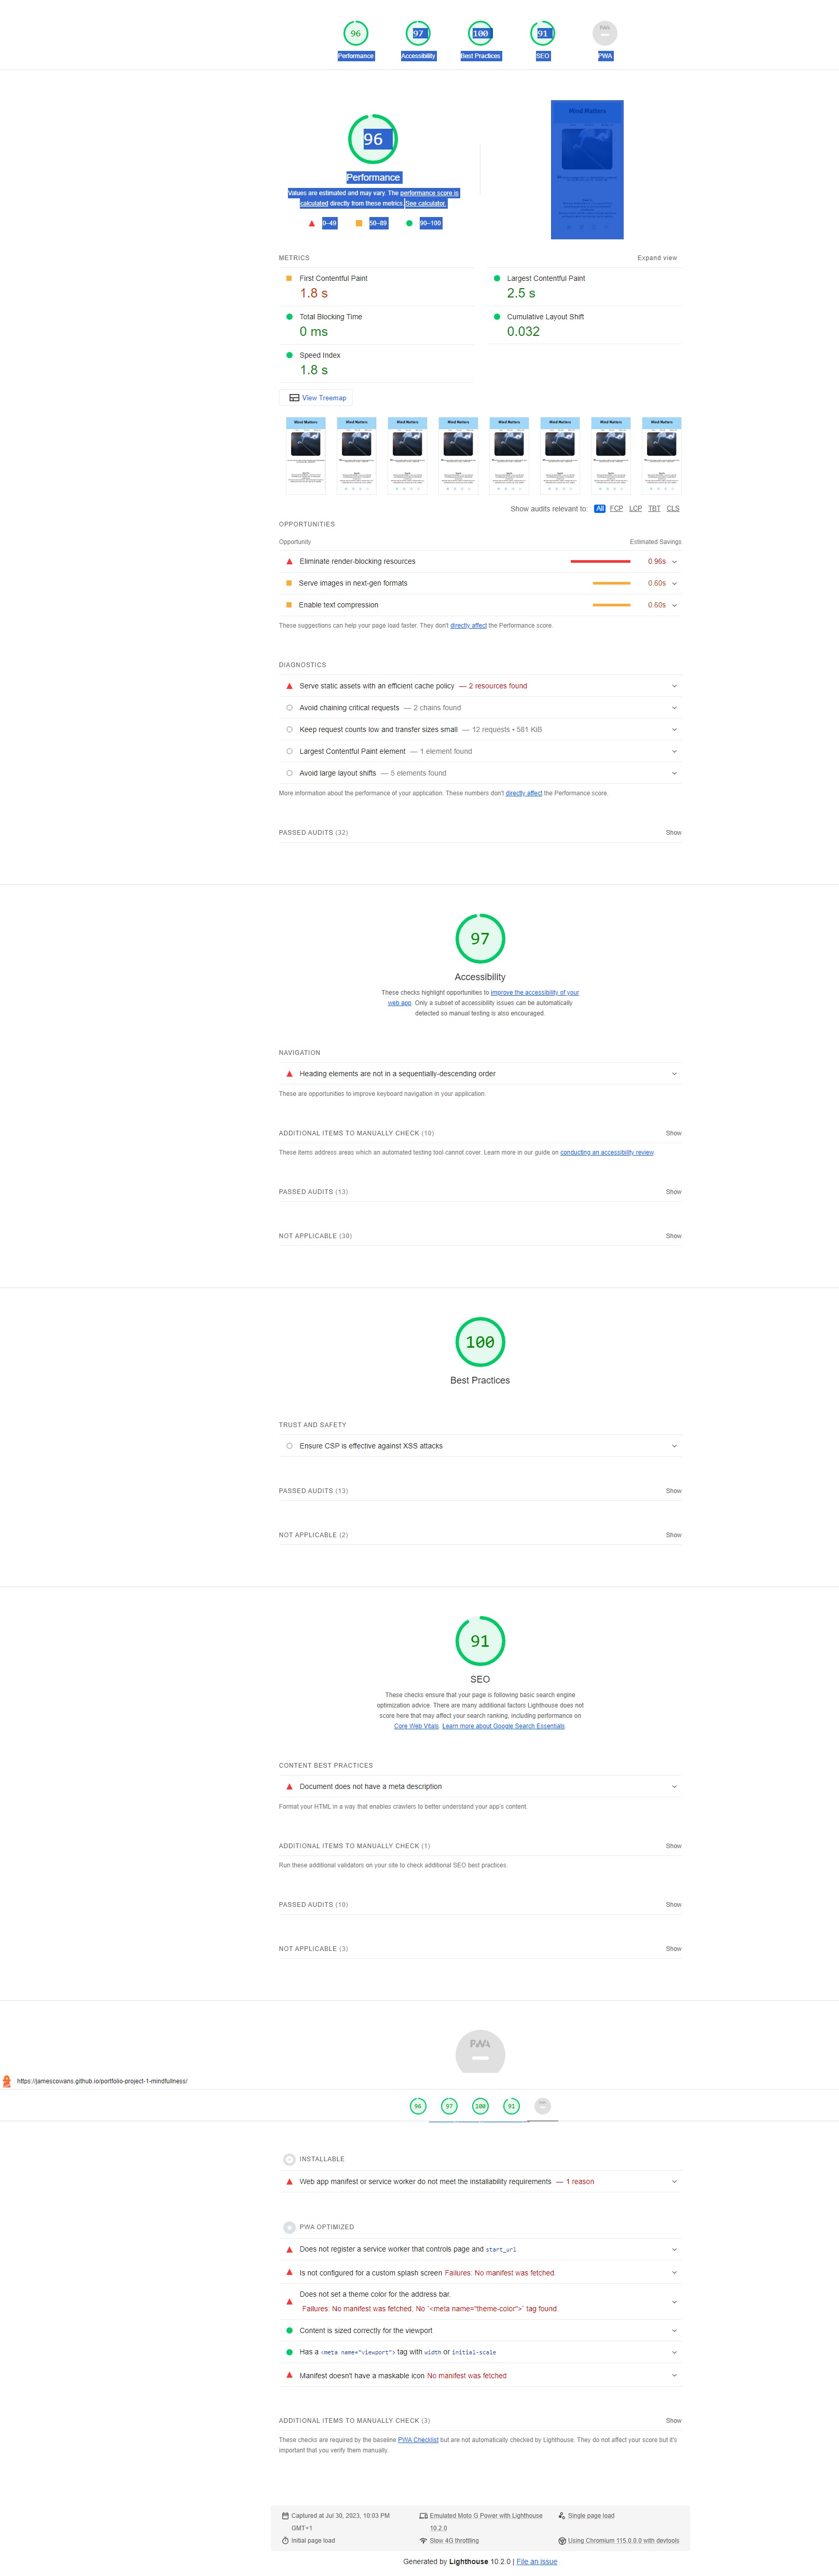 96 97 100 91 PWA
Performance Accessibility Best Practices SEO PWA
Mind Matters
96
Performance
Values are estimated and may vary. The performance score is
calculated directly from these metrics. See calculator.
0–49 50–89 90–100
METRICS Expand view
First Contentful Paint
1.8 s
Largest Contentful Paint
2.5 s
Total Blocking Time
0 ms
Cumulative Layout Shift
0.032
Speed Index
1.8 s
View Treemap
Mind Matters Mind Matters Mind Matters Mind Matters Mind Matters Mind Matters Mind Matters Mind Matters
Show audits relevant to: All FCP LCP TBT CLS
OPPORTUNITIES
Opportunity Estimated Savings
Eliminate render-blocking resources 0.96s
Serve images in next-gen formats 0.60s
Enable text compression 0.60s
These suggestions can help your page load faster. They don't directly affect the Performance score.
DIAGNOSTICS
Serve static assets with an efficient cache policy — 2 resources found
Avoid chaining critical requests — 2 chains found
Keep request counts low and transfer sizes small — 12 requests • 581 KiB
Largest Contentful Paint element — 1 element found
Avoid large layout shifts — 5 elements found
More information about the performance of your application. These numbers don't directly affect the Performance score.
PASSED AUDITS (32) Show
97
Accessibility
These checks highlight opportunities to improve the accessibility of your
web app. Only a subset of accessibility issues can be automatically
detected so manual testing is also encouraged.
NAVIGATION
Heading elements are not in a sequentially-descending order
These are opportunities to improve keyboard navigation in your application.
ADDITIONAL ITEMS TO MANUALLY CHECK (10) Show
These items address areas which an automated testing tool cannot cover. Learn more in our guide on conducting an accessibility review.
PASSED AUDITS (13) Show
NOT APPLICABLE (30) Show
100
Best Practices
TRUST AND SAFETY
Ensure CSP is effective against XSS attacks
PASSED AUDITS (13) Show
NOT APPLICABLE (2) Show
91
SEO
These checks ensure that your page is following basic search engine
optimization advice. There are many additional factors Lighthouse does not
score here that may affect your search ranking, including performance on
Core Web Vitals. Learn more about Google Search Essentials.
CONTENT BEST PRACTICES
Document does not have a meta description
Format your HTML in a way that enables crawlers to better understand your app's content.
ADDITIONAL ITEMS TO MANUALLY CHECK (1) Show
Run these additional validators on your site to check additional SEO best practices.
PASSED AUDITS (10) Show
NOT APPLICABLE (3) Show
PWA
https://jamescowans.github.io/portfolio-project-1-mindfullness/
96 97 100 91
INSTALLABLE
Web app manifest or service worker do not meet the installability requirements — 1 reason
PWA OPTIMIZED
Does not register a service worker that controls page and start_url
Is not configured for a custom splash screen Failures: No manifest was fetched.
Does not set a theme color for the address bar.
Failures: No manifest was fetched, No `<meta name="theme-color">` tag found.
Content is sized correctly for the viewport
Has a <meta name="viewport"> tag with width or initial-scale
Manifest doesn't have a maskable icon No manifest was fetched
ADDITIONAL ITEMS TO MANUALLY CHECK (3) Show
These checks are required by the baseline PWA Checklist but are not automatically checked by Lighthouse. They do not affect your score but it's
important that you verify them manually.
Captured at Jul 30, 2023, 10:03 PM
GMT+1
Emulated Moto G Power with Lighthouse
10.2.0
Single page load
Initial page load
Slow 4G throttling
Using Chromium 115.0.0.0 with devtools
Generated by Lighthouse 10.2.0 | File an issue